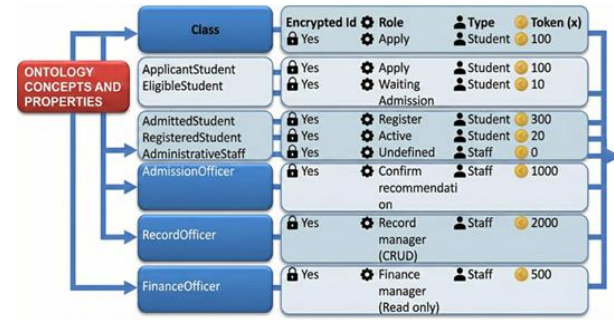 Class
Encrypted Id Role Type Token (x)
Yes Apply Student 100
ONTOLOGY
CONCEPTS AND
PROPERTIES
ApplicantStudent Yes Apply Student 100
EligibleStudent Yes Waiting Student 10
Admission
AdmittedStudent Yes Register Student 300
RegisteredStudent Yes Active Student 20
AdministrativeStaff Yes Undefined Staff 0
AdmissionOfficer Yes Confirm Staff 1000
recommendati
on
RecordOfficer Yes Record Staff 2000
manager
(CRUD)
FinanceOfficer Yes Finance Staff 500
manager
(Read only)